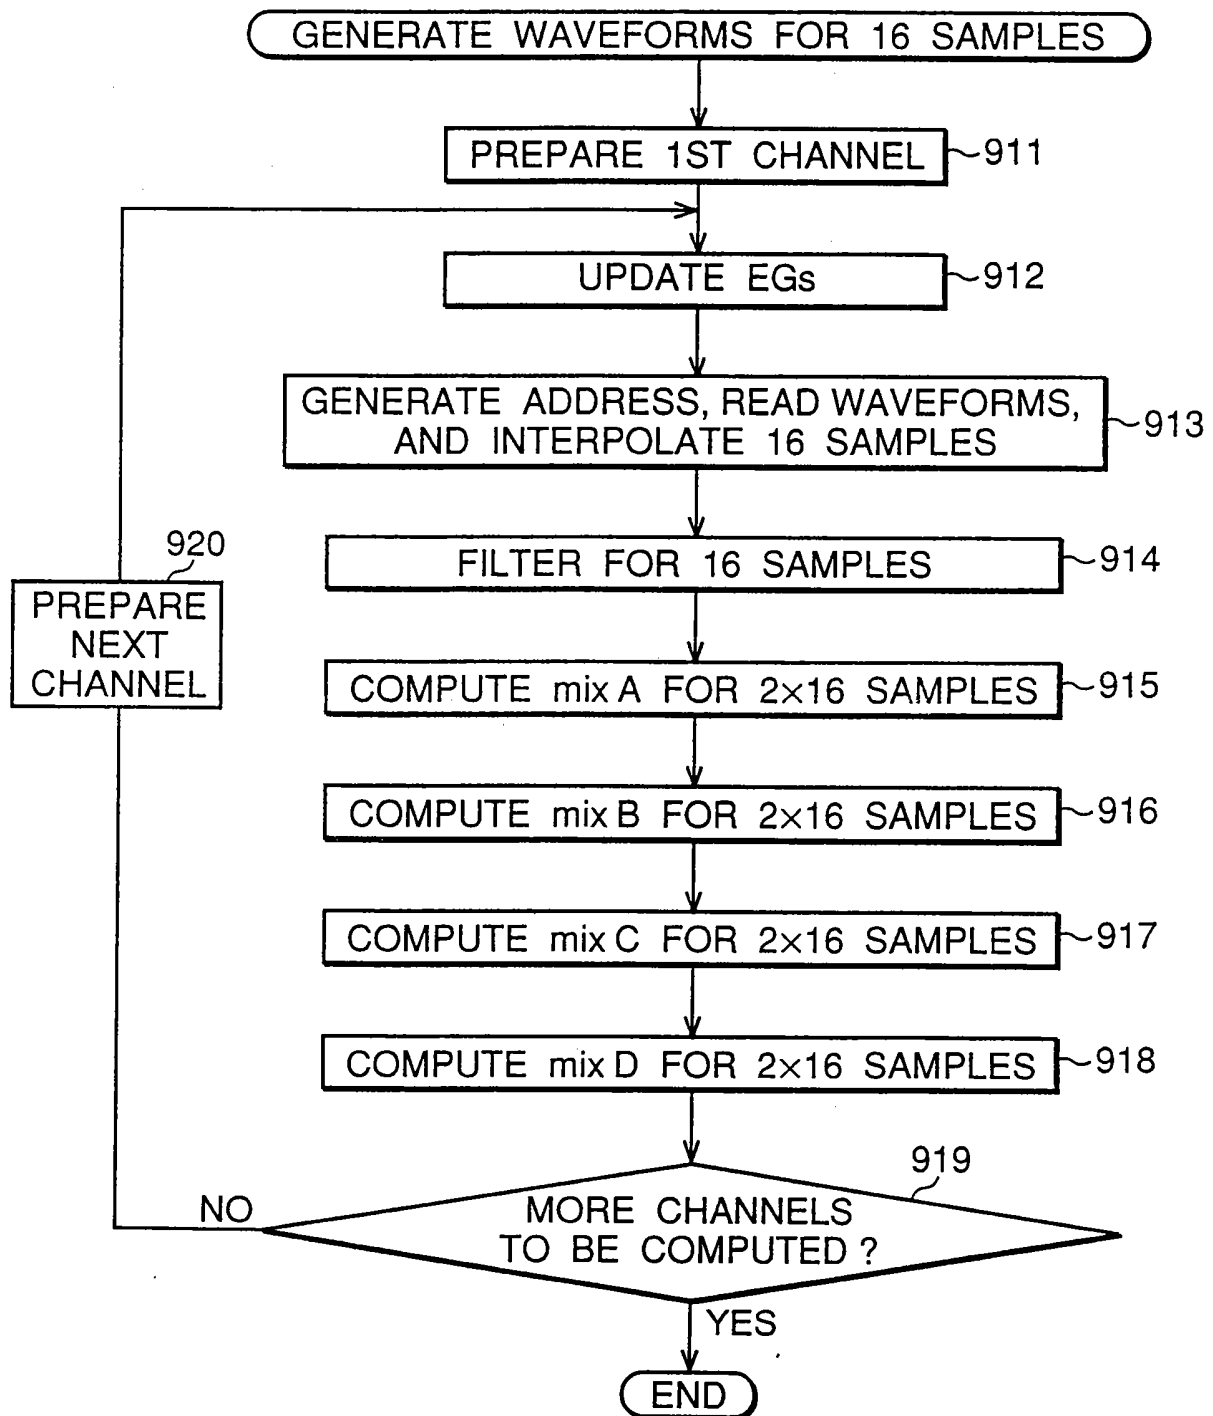 GENERATE WAVEFORMS FOR 16 SAMPLES
PREPARE 1ST CHANNEL
911
UPDATE EGs
912
GENERATE ADDRESS, READ WAVEFORMS,
AND INTERPOLATE 16 SAMPLES
913
FILTER FOR 16 SAMPLES
914
920
PREPARE
NEXT
CHANNEL
COMPUTE mix A FOR 2×16 SAMPLES
915
COMPUTE mix B FOR 2×16 SAMPLES
916
COMPUTE mix C FOR 2×16 SAMPLES
917
COMPUTE mix D FOR 2×16 SAMPLES
918
919
MORE CHANNELS
TO BE COMPUTED ?
NO
YES
END